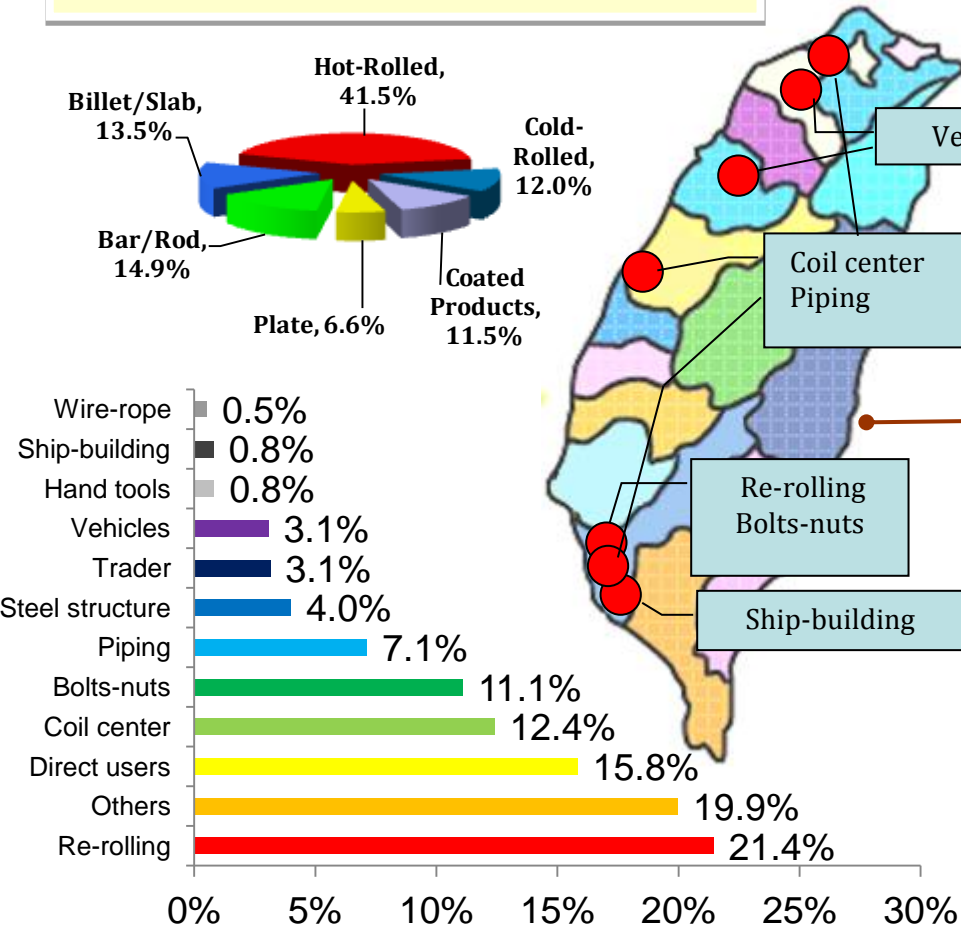 Hot-Rolled,
41.5%
Billet/Slab,
13.5%
Cold-
Rolled,
12.0%
Bar/Rod,
14.9%
Plate, 6.6%
Coated
Products,
11.5%
Ve
Coil center
Piping
Re-rolling
Bolts-nuts
Ship-building
Wire-rope 0.5%
Ship-building 0.8%
Hand tools 0.8%
Vehicles 3.1%
Trader 3.1%
Steel structure 4.0%
Piping 7.1%
Bolts-nuts 11.1%
Coil center 12.4%
Direct users 15.8%
Others 19.9%
Re-rolling 21.4%
0% 5% 10% 15% 20% 25% 30%